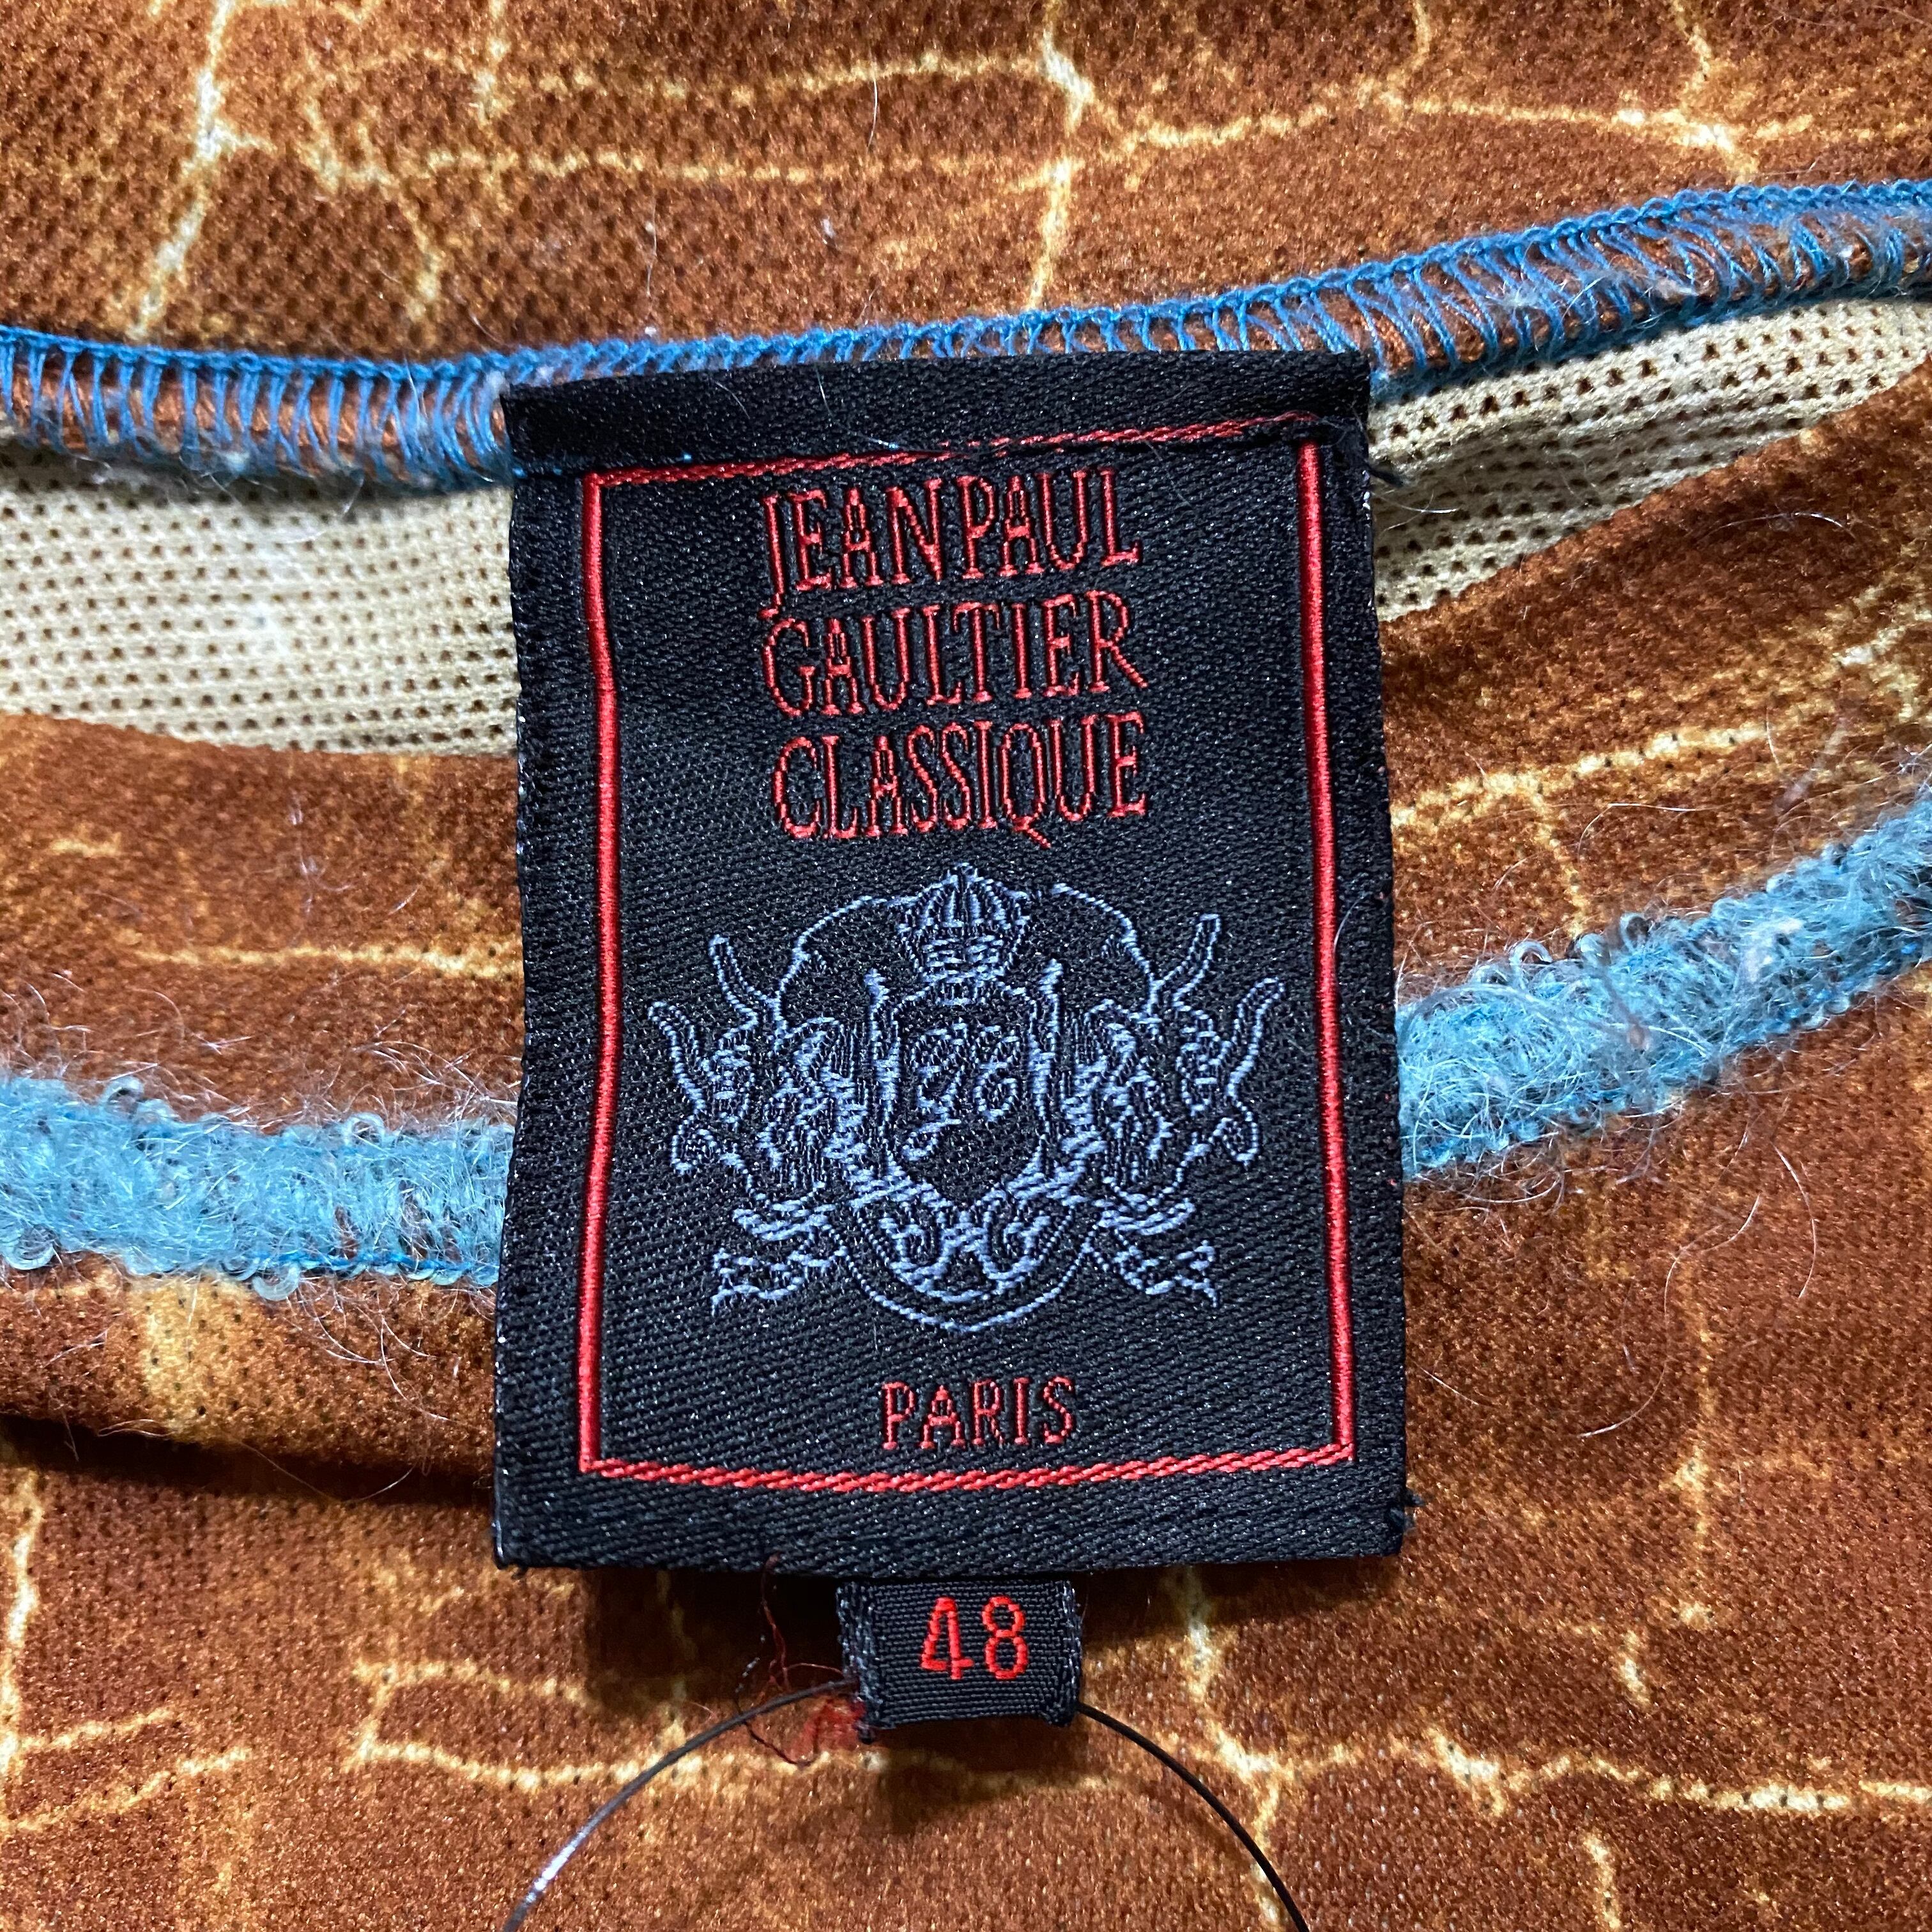 JEAN PAUL
GAULTIER
CLASSIQUE
PARIS
48